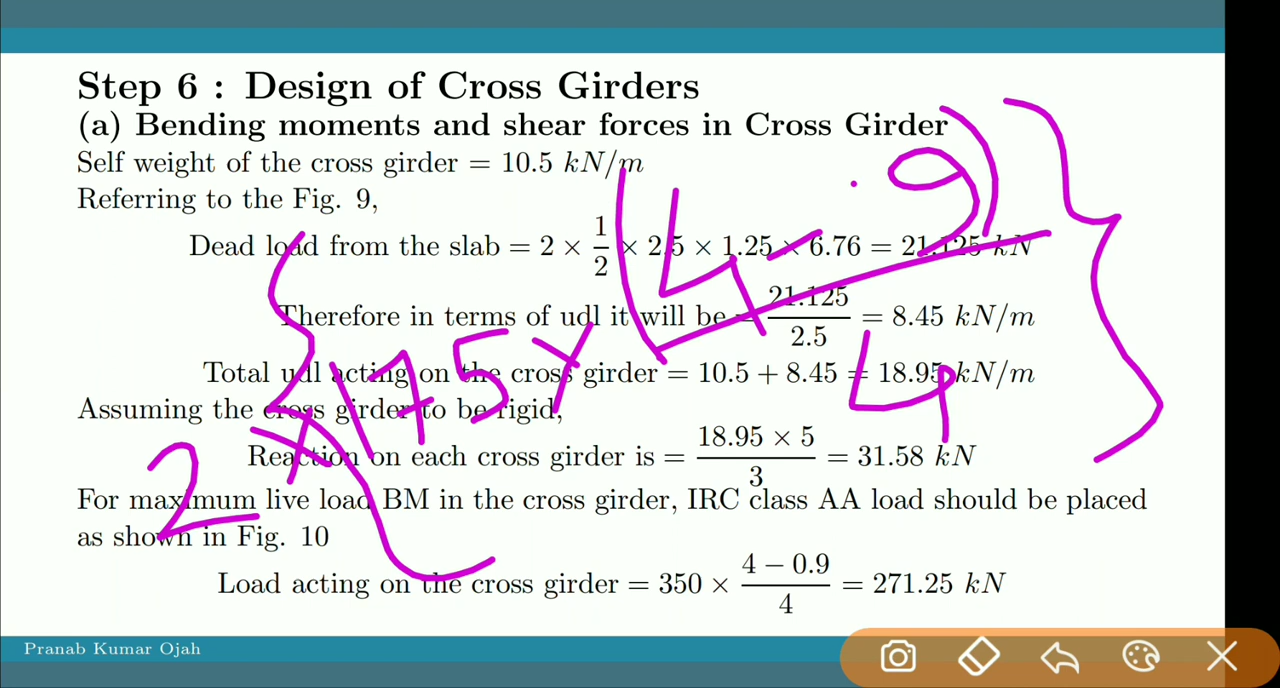 Step 6 : Design of Cross Girders
(a) Bending moments and shear forces in Cross Girder
Self weight of the cross girder = 10.5 kN/m
Referring to the Fig. 9,
Dead load from the slab = 2 × 1/2 × 2.5 × 1.25 × 6.76 = 21.125 kN
Therefore in terms of udl it will be = 21.125/2.5 = 8.45 kN/m
Total udl acting on the cross girder = 10.5 + 8.45 = 18.95 kN/m
Assuming the cross girder to be rigid,
Reaction on each cross girder is = 18.95 × 5/3 = 31.58 kN
For maximum live load BM in the cross girder, IRC class AA load should be placed
as shown in Fig. 10
Load acting on the cross girder = 350 × 4 − 0.9/4 = 271.25 kN
Pranab Kumar Ojah